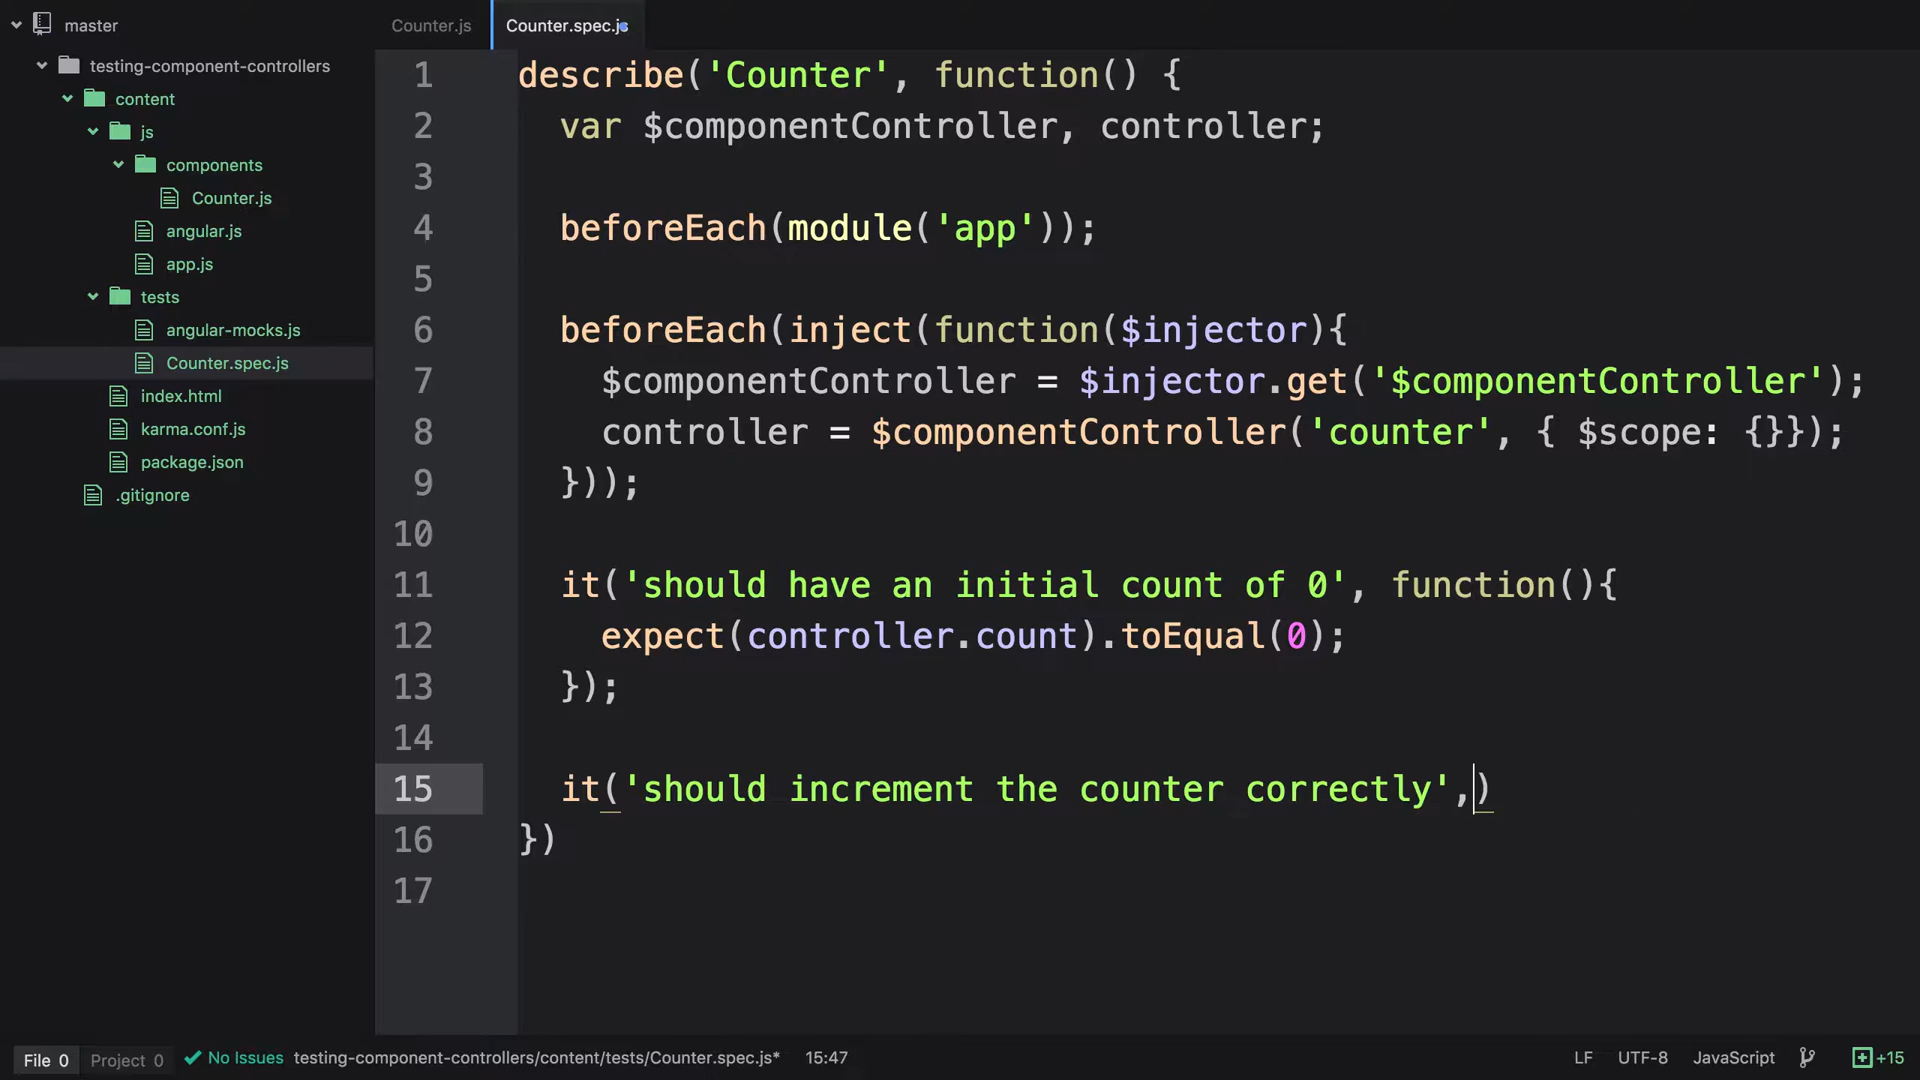 master
testing-component-controllers
content
js
components
Counter.js
angular.js
app.js
tests
angular-mocks.js
Counter.spec.js
index.html
karma.conf.js
package.json
.gitignore
Counter.js
Counter.spec.js
1 describe('Counter', function() {
2 var $componentController, controller;
3
4 beforeEach(module('app'));
5
6 beforeEach(inject(function($injector){
7 $componentController = $injector.get('$componentController');
8 controller = $componentController('counter', { $scope: {}});
9 }));
10
11 it('should have an initial count of 0', function(){
12 expect(controller.count).toEqual(0);
13 });
14
15 it('should increment the counter correctly',)
16 })
17
File 0 Project 0 No Issues testing-component-controllers/content/tests/Counter.spec.js* 15:47 LF UTF-8 JavaScript +15